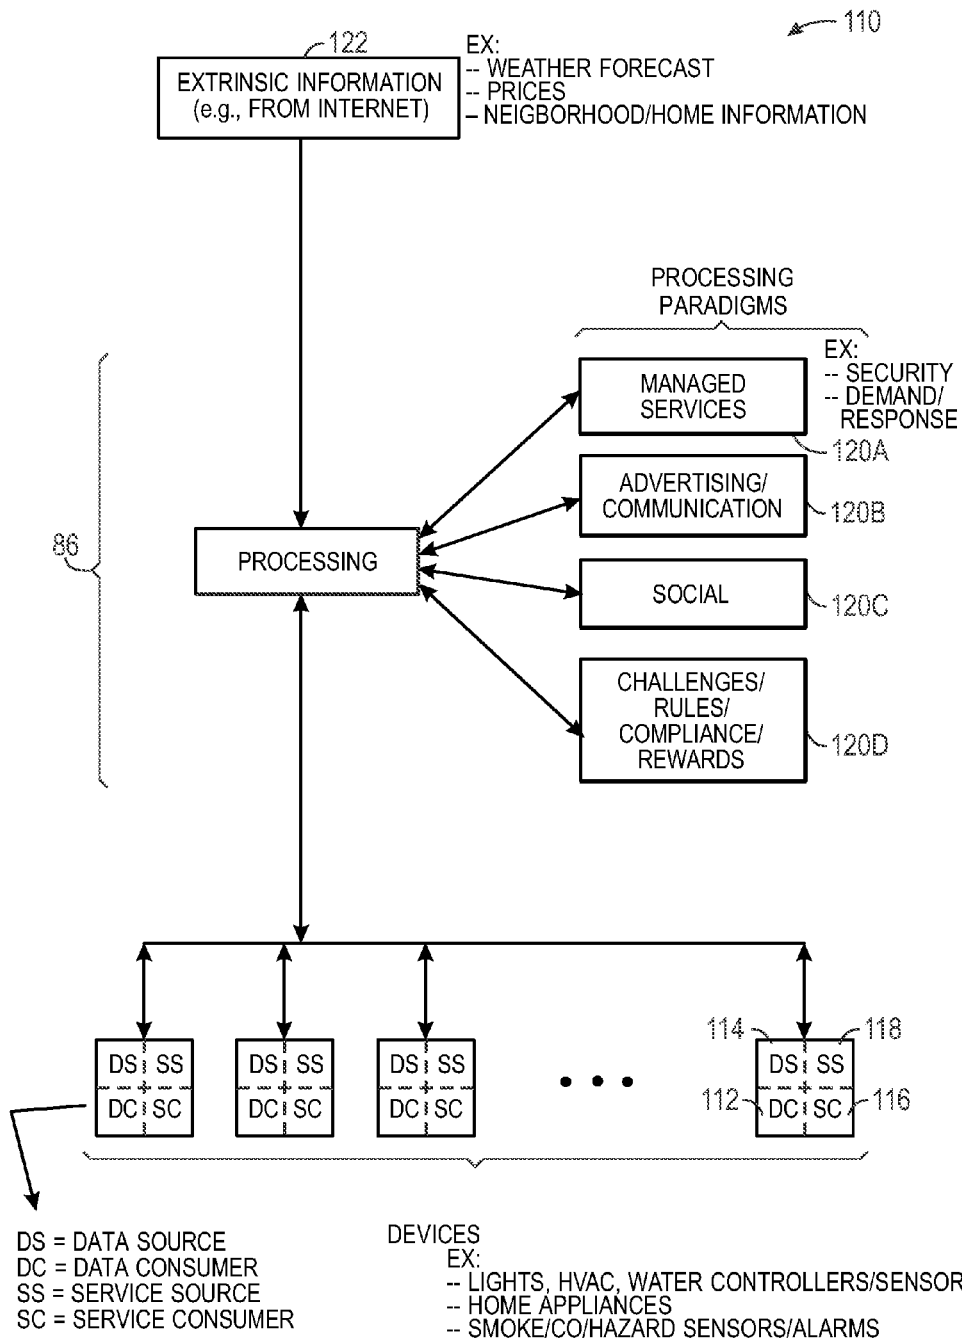 110
122
EX:
-- WEATHER FORECAST
-- PRICES
– NEIGBORHOOD/HOME INFORMATION
EXTRINSIC INFORMATION
(e.g., FROM INTERNET)
PROCESSING
PARADIGMS
EX:
-- SECURITY
-- DEMAND/
RESPONSE
MANAGED
SERVICES
120A
ADVERTISING/
COMMUNICATION
120B
86
PROCESSING
SOCIAL
120C
CHALLENGES/
RULES/
COMPLIANCE/
REWARDS
120D
114
118
DS SS
DS SS
DS SS
• • •
DS SS
112
116
DC SC
DC SC
DC SC
DC SC
DS = DATA SOURCE
DC = DATA CONSUMER
SS = SERVICE SOURCE
SC = SERVICE CONSUMER
DEVICES
EX:
-- LIGHTS, HVAC, WATER CONTROLLERS/SENSOR
-- HOME APPLIANCES
-- SMOKE/CO/HAZARD SENSORS/ALARMS